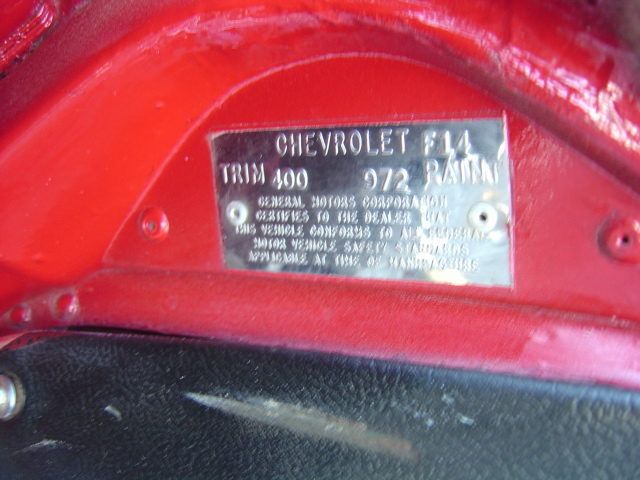 CHEVROLET F14
TRIM 400 972 PAINT
GENERAL MOTORS CORPORATION
CERTIFIES TO THE DEALER THAT
THIS VEHICLE CONFORMS TO ALL FEDERAL
MOTOR VEHICLE SAFETY STANDARDS
APPLICABLE AT TIME OF MANUFACTURE